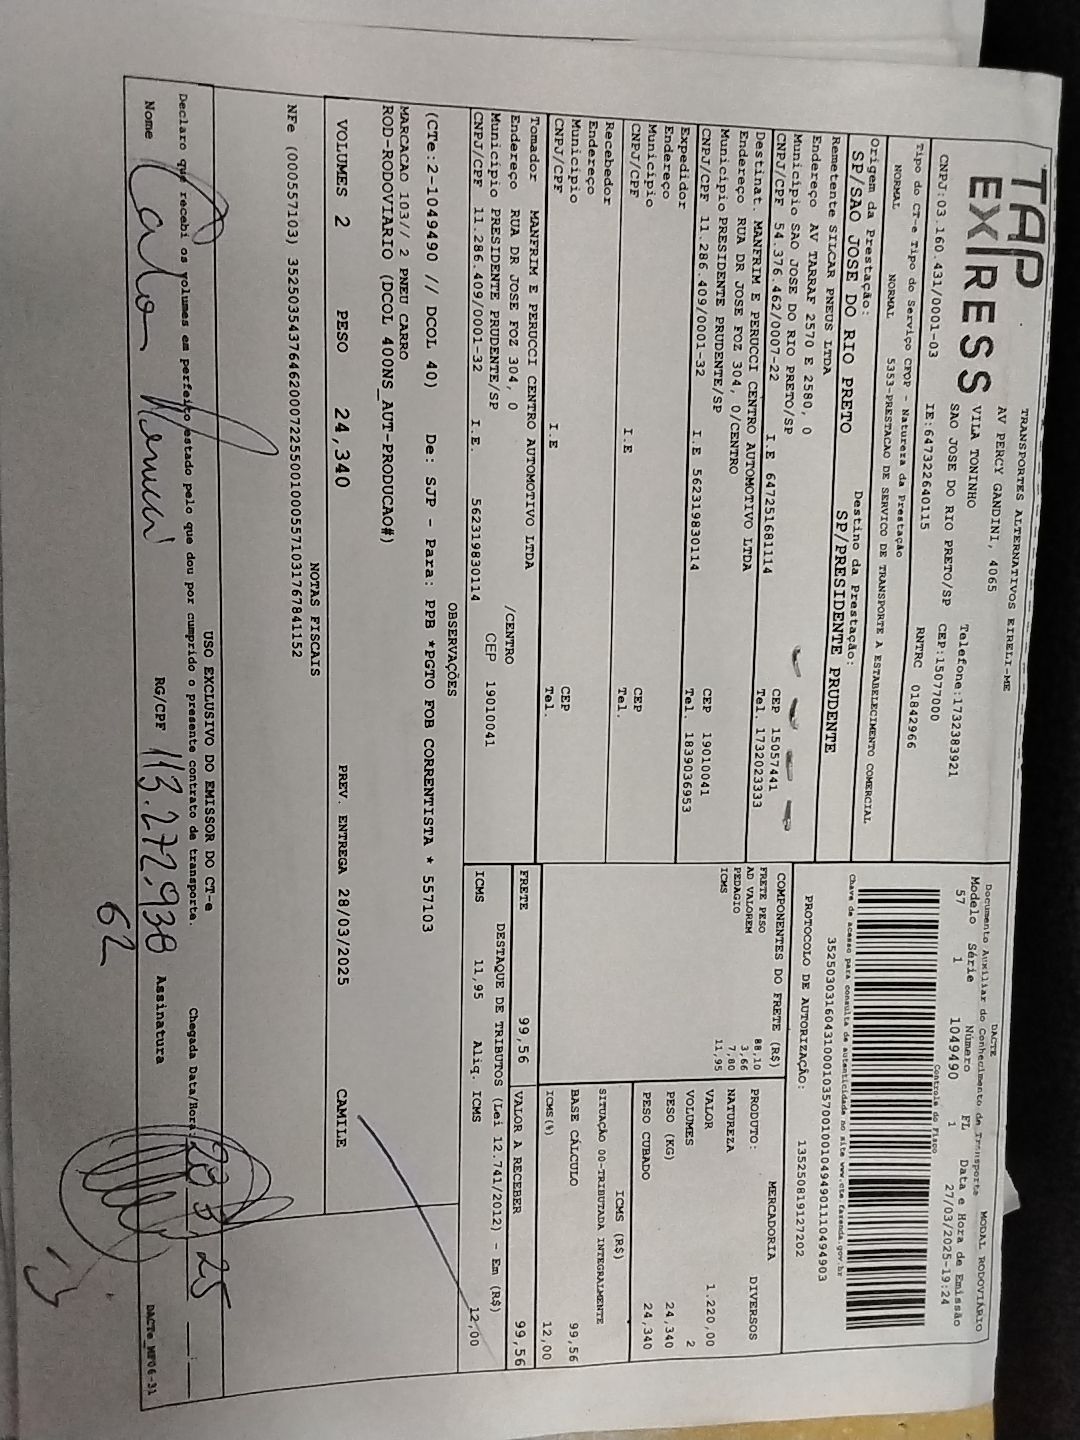 TAP
EXPRESS
TRANSPORTES ALTERNATIVOS EIRELI-ME
AV PERCY GANDINI, 4065
VILA TONINHO Telefone:1732383921
SAO JOSE DO RIO PRETO/SP CEP:15077000
CNPJ:03.160.431/0001-03 IE:647322640115 RNTRC 01842966
DACTE MODAL RODOVIÁRIO
Documento Auxiliar do Conhecimento de Transporte
Modelo Série Número FL Data e Hora de Emissão
57 1 1049490 1 27/03/2025-19:24
Controle do Fisco
Chave de acesso para consulta de autenticidade no site www.cte.fazenda.gov.br
35250303160431000103570010010494901110494903
PROTOCOLO DE AUTORIZAÇÃO: 135250819127202
Tipo do CT-e Tipo do Serviço CFOP - Natureza da Prestação
NORMAL NORMAL 5353-PRESTACAO DE SERVICO DE TRANSPORTE A ESTABELECIMENTO COMERCIAL
Origem da Prestação: Destino da Prestação:
SP/SAO JOSE DO RIO PRETO SP/PRESIDENTE PRUDENTE
Remetente SILCAR PNEUS LTDA
Endereço AV TARRAF 2570 E 2580, 0
Município SAO JOSE DO RIO PRETO/SP CEP 15057441
CNPJ/CPF 54.376.462/0007-22 I.E 647251681114 Tel. 1732023333
Destinat. MANFRIM E PERUCCI CENTRO AUTOMOTIVO LTDA
Endereço RUA DR JOSE FOZ 304, 0/CENTRO
Município PRESIDENTE PRUDENTE/SP CEP 19010041
CNPJ/CPF 11.286.409/0001-32 I.E 562319830114 Tel. 1839036953
Expedidor
Endereço
Município CEP
CNPJ/CPF I.E Tel.
Recebedor
Endereço
Município CEP
CNPJ/CPF I.E Tel.
Tomador MANFRIM E PERUCCI CENTRO AUTOMOTIVO LTDA
Endereço RUA DR JOSE FOZ 304, 0 /CENTRO
Município PRESIDENTE PRUDENTE/SP CEP 19010041
CNPJ/CPF 11.286.409/0001-32 I.E. 562319830114
COMPONENTES DO FRETE (R$)
FRETE PESO 88,10
AD VALOREM 3,66
PEDAGIO 7,80
ICMS 11,95
MERCADORIA
PRODUTO: DIVERSOS
NATUREZA
VALOR 1.220,00
VOLUMES 2
PESO (KG) 24,340
PESO CUBADO 24,340
ICMS (R$)
SITUAÇÃO 00-TRIBUTADA INTEGRALMENTE
BASE CÁLCULO 99,56
ICMS(%) 12,00
FRETE 99,56 VALOR A RECEBER 99,56
DESTAQUE DE TRIBUTOS (Lei 12.741/2012) - Em (R$)
ICMS 11,95 Aliq. ICMS 12,00
OBSERVAÇÕES
(CTe:2-1049490 // DCOL 40) De: SJP - Para: PPB *PGTO FOB CORRENTISTA * 557103
MARCACAO 103// 2 PNEU CARRO
ROD-RODOVIARIO (DCOL 400NS_AUT-PRODUCAO#)
VOLUMES 2 PESO 24,340 PREV. ENTREGA 28/03/2025 CAMILE
NOTAS FISCAIS
NFe (000557103) 35250354376462000722550010005571031767841152
USO EXCLUSIVO DO EMISSOR DO CT-e
Declaro que recebi os volumes em perfeito estado pelo que dou por cumprido o presente contrato de transporte. Chegada Data/Hora: 28 3 25 __:__
Nome RG/CPF 113.272.938 Assinatura
62
DACTe_MF06-31